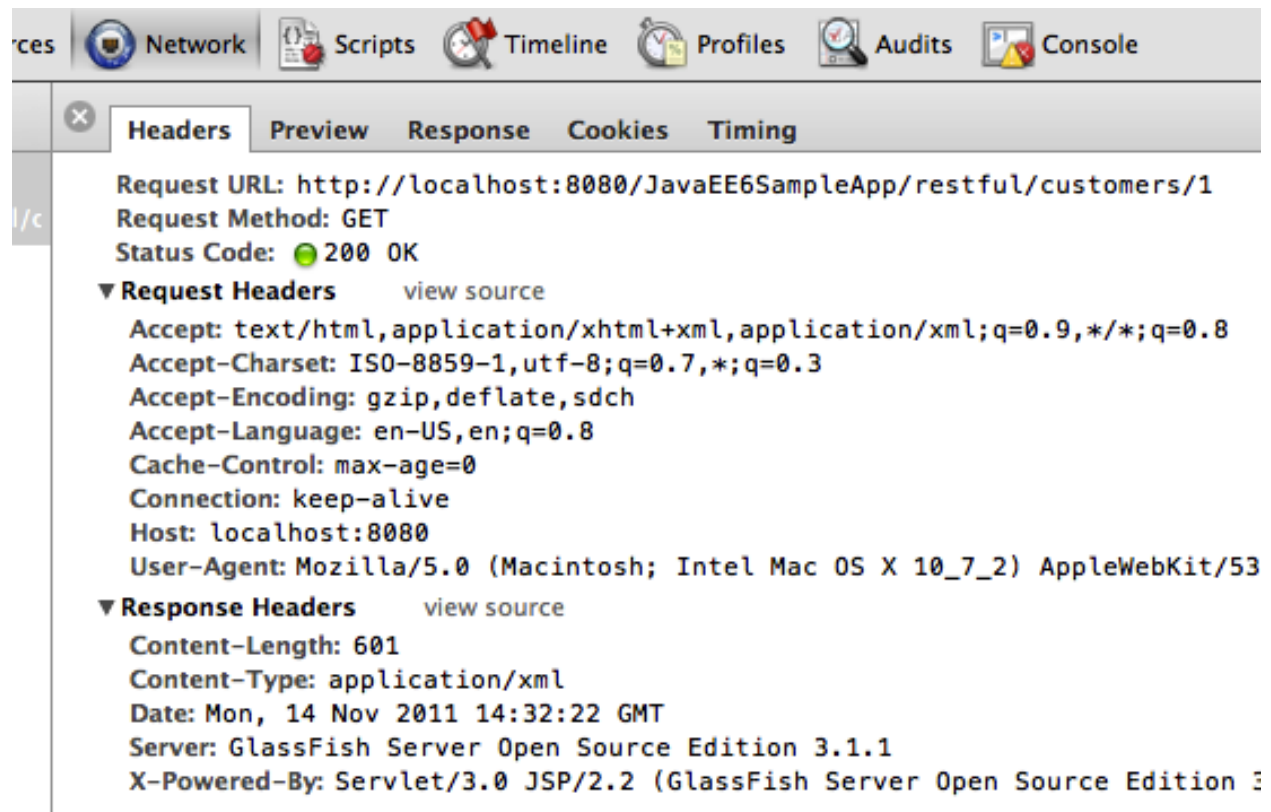 rces Network Scripts Timeline Profiles Audits Console
Headers Preview Response Cookies Timing
Request URL: http://localhost:8080/JavaEE6SampleApp/restful/customers/1
l/c
Request Method: GET
Status Code: 200 OK
▼Request Headers view source
Accept: text/html,application/xhtml+xml,application/xml;q=0.9,*/*;q=0.8
Accept-Charset: ISO-8859-1,utf-8;q=0.7,*;q=0.3
Accept-Encoding: gzip,deflate,sdch
Accept-Language: en-US,en;q=0.8
Cache-Control: max-age=0
Connection: keep-alive
Host: localhost:8080
User-Agent: Mozilla/5.0 (Macintosh; Intel Mac OS X 10_7_2) AppleWebKit/53
▼Response Headers view source
Content-Length: 601
Content-Type: application/xml
Date: Mon, 14 Nov 2011 14:32:22 GMT
Server: GlassFish Server Open Source Edition 3.1.1
X-Powered-By: Servlet/3.0 JSP/2.2 (GlassFish Server Open Source Edition 3